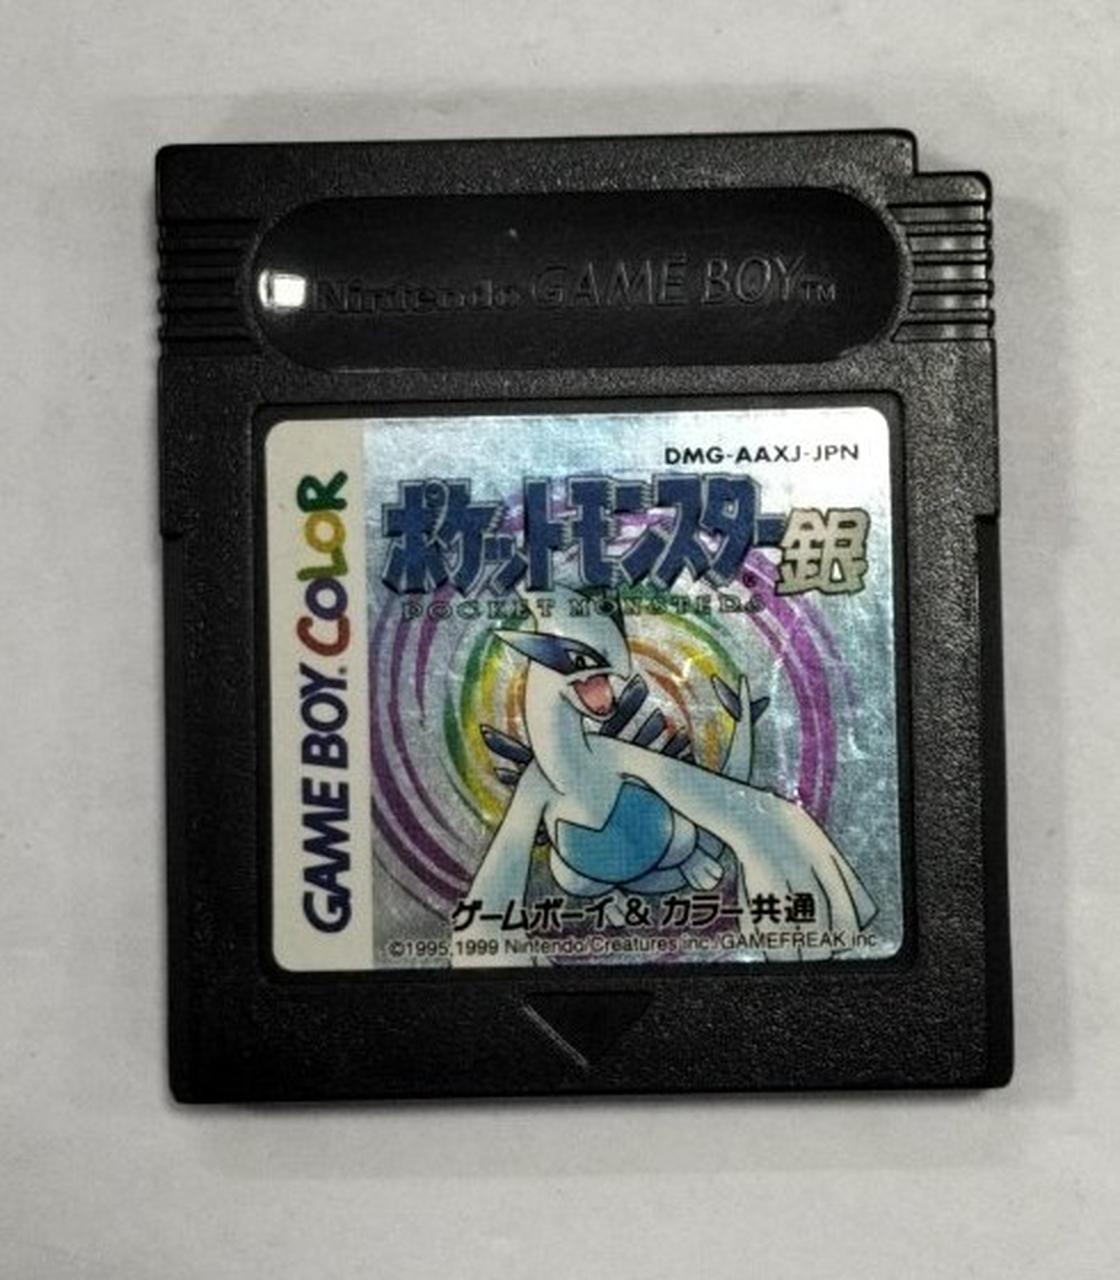 Nintendo GAME BOY™
DMG-AAXJ-JPN
ポケットモンスター銀
POCKET MONSTERS
GAME BOY COLOR
ゲームボーイ & カラー共通
©1995,1999 Nintendo/Creatures inc./GAMEFREAK inc